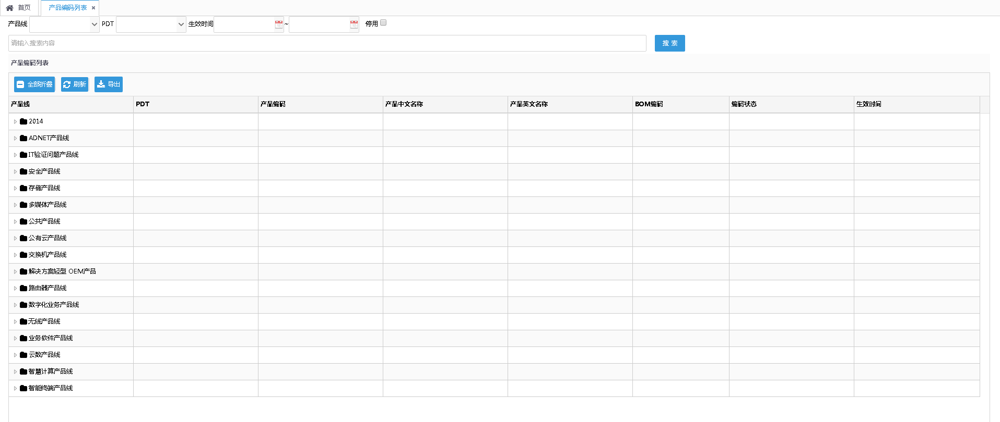 首页 产品编码列表
产品线 PDT 生效时间 ~ 停用
请输入搜索内容 搜 索
产品编码列表
全部折叠 刷新 导出
产品线 PDT 产品编码 产品中文名称 产品英文名称 BOM编码 编码状态 生效时间
2014
ADNET产品线
IT验证问题产品线
安全产品线
存储产品线
多媒体产品线
公共产品线
公有云产品线
交换机产品线
解决方案轻型 OEM产品
路由器产品线
数字化业务产品线
无线产品线
业务软件产品线
云数产品线
智慧计算产品线
智能终端产品线